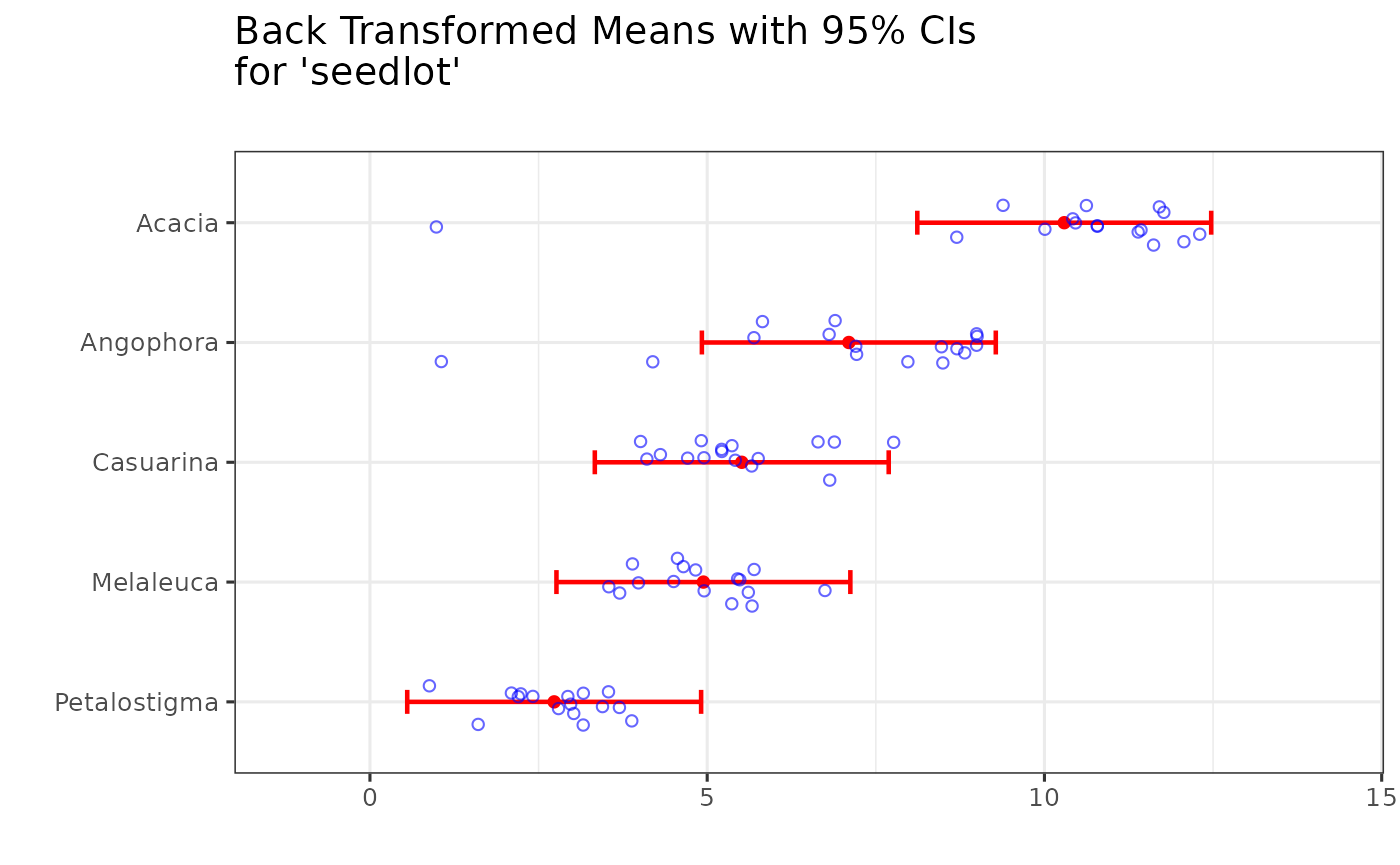 Back Transformed Means with 95% CIs
for 'seedlot'
Acacia
Angophora
Casuarina
Melaleuca
Petalostigma
0 5 10 15